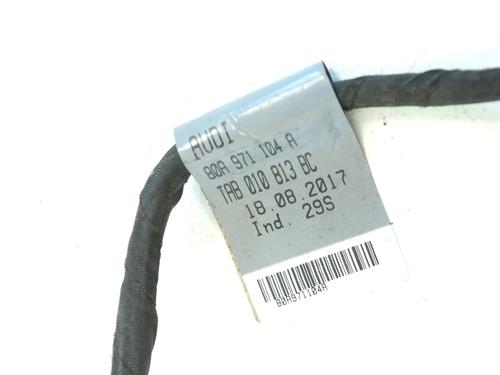 AUDI
80A 971 104 A
TAB 010 813 BC
18.08.2017
Ind. 29S
80A971104A